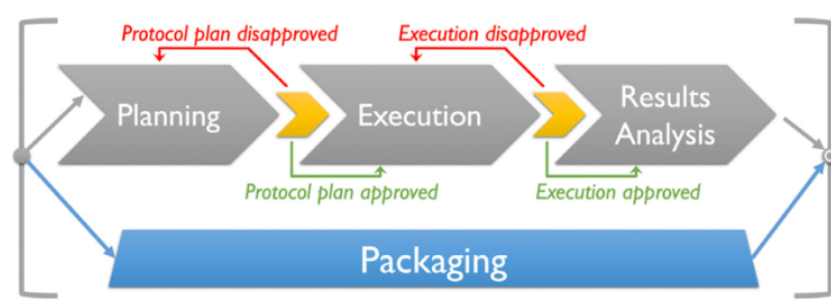 Protocol plan disapproved
Execution disapproved
Planning
Execution
Results
Analysis
Protocol plan approved
Execution approved
Packaging